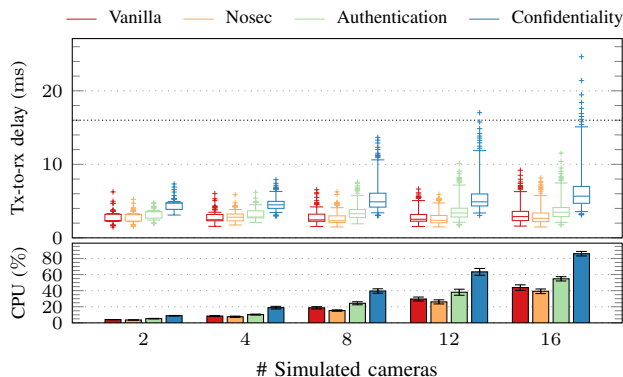 Vanilla Nosec Authentication Confidentiality
Tx-to-rx delay (ms)
20
10
0
CPU (%)
80
60
40
20
0
2 4 8 12 16
# Simulated cameras